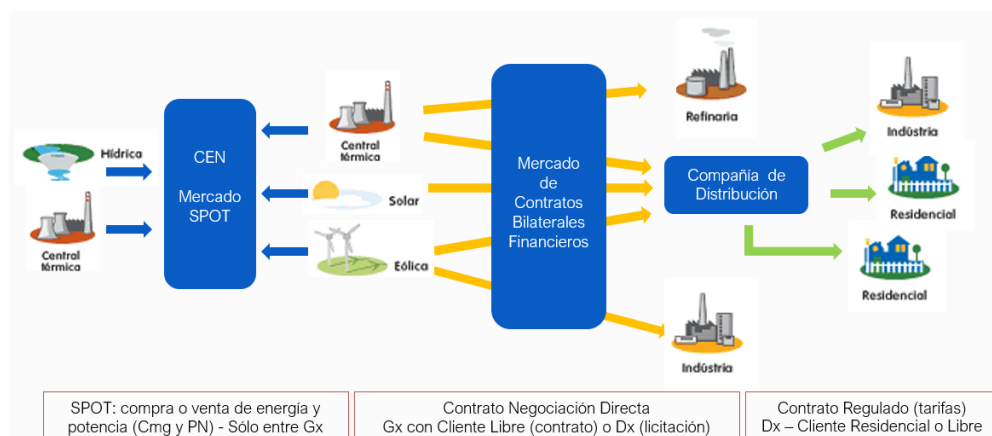 Hídrica
Central
térmica
CEN
Mercado
SPOT
Central
térmica
Solar
Eólica
Mercado
de
Contratos
Bilaterales
Financieros
Refinaria
Compañía de
Distribución
Indústria
Indústria
Residencial
Residencial
SPOT: compra o venta de energía y
potencia (Cmg y PN) - Sólo entre Gx
Contrato Negociación Directa
Gx con Cliente Libre (contrato) o Dx (licitación)
Contrato Regulado (tarifas)
Dx – Cliente Residencial o Libre